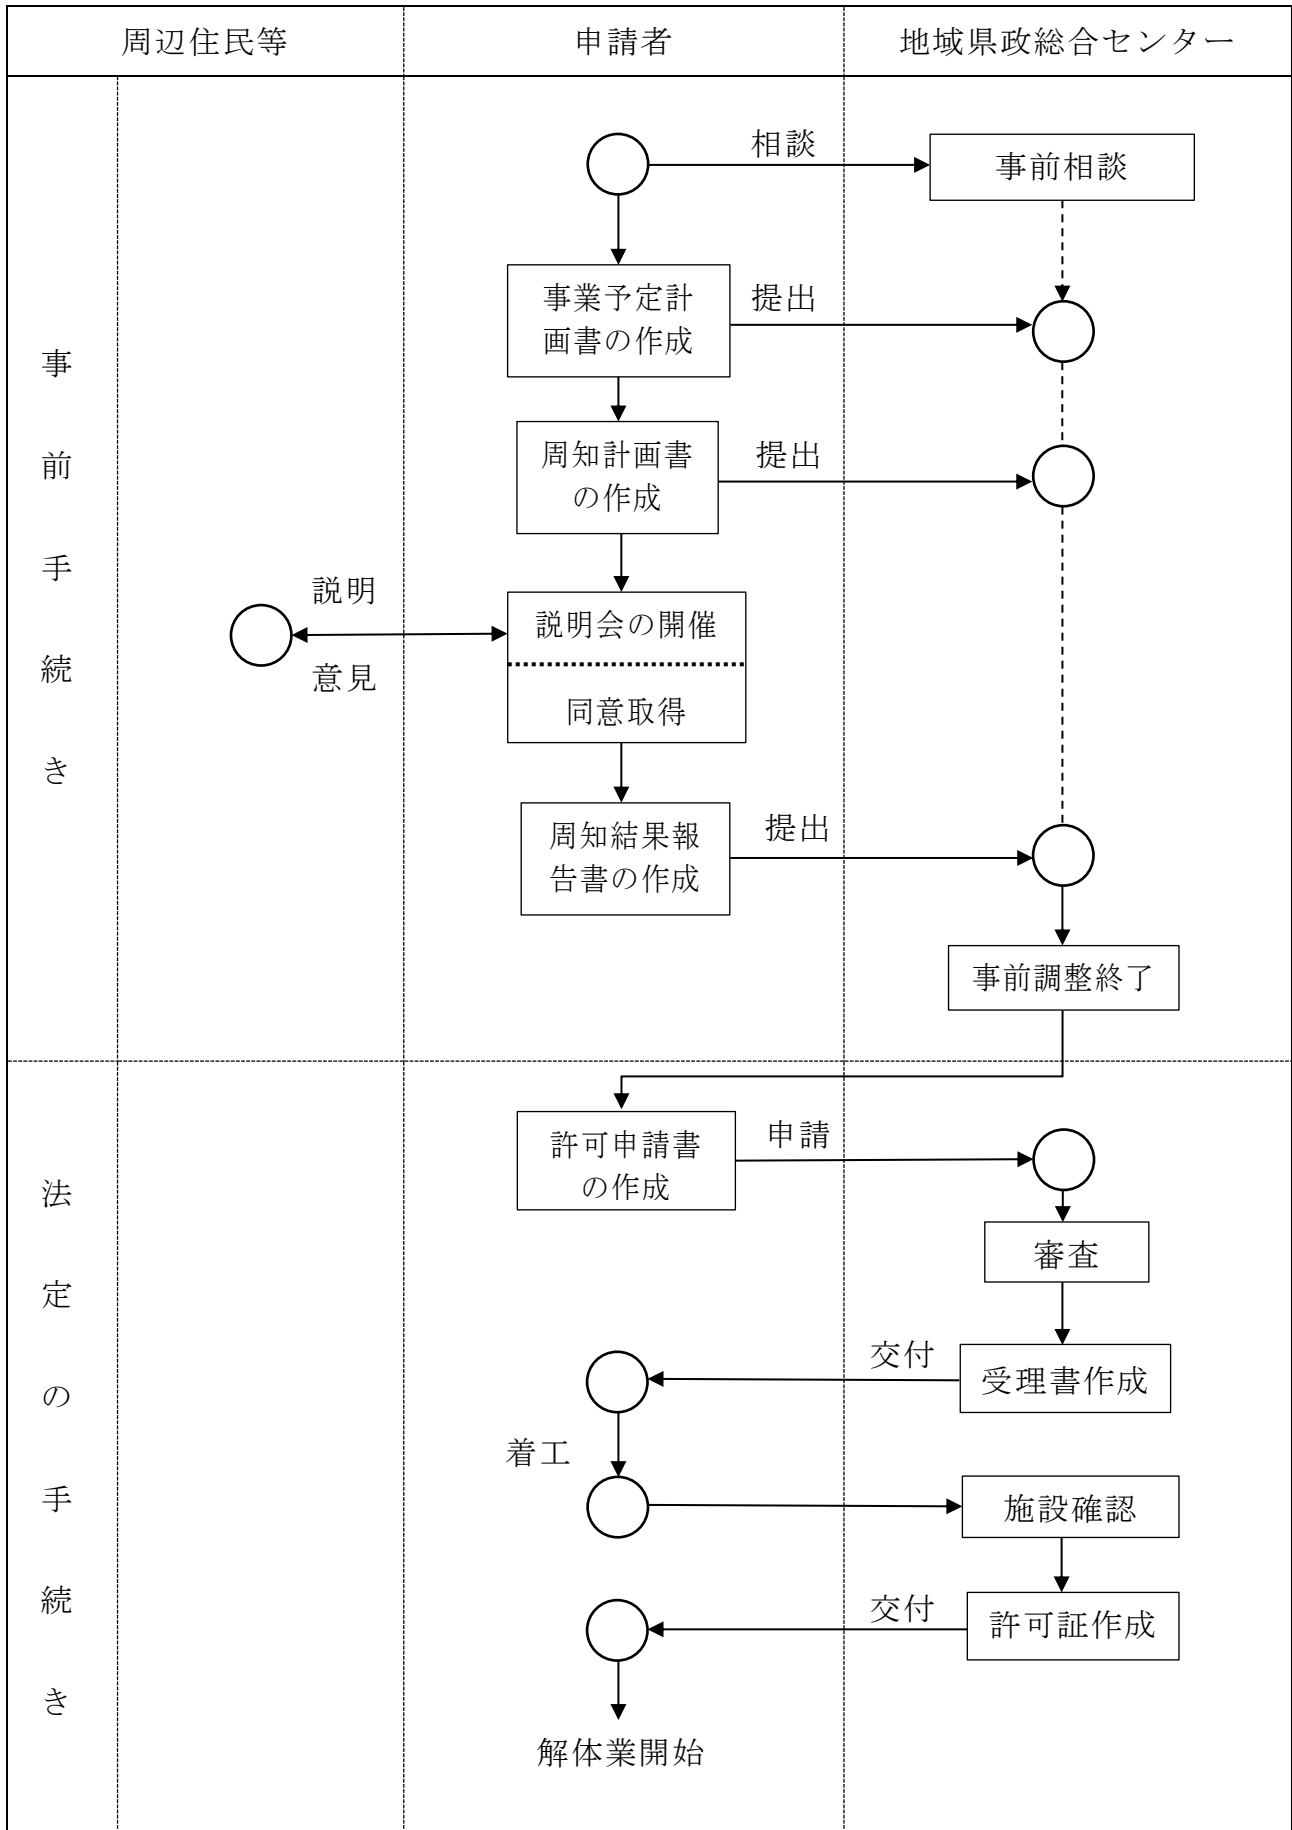 周辺住民等
申請者
地域県政総合センター
事前手続き
相談
事前相談
事業予定計
画書の作成
提出
周知計画書
の作成
提出
説明
意見
説明会の開催
同意取得
周知結果報
告書の作成
提出
事前調整終了
法定の手続き
許可申請書
の作成
申請
審査
交付
受理書作成
着工
施設確認
交付
許可証作成
解体業開始